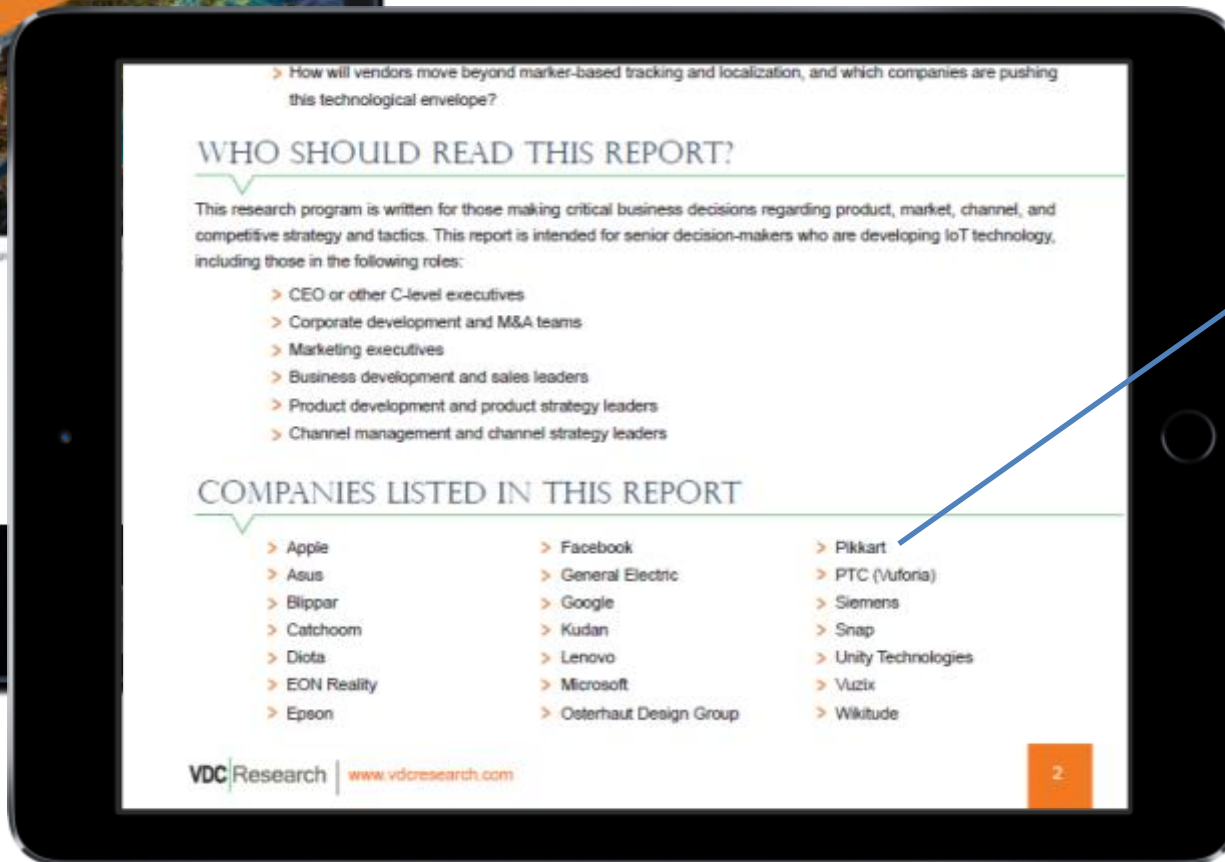 > How will vendors move beyond marker-based tracking and localization, and which companies are pushing
this technological envelope?
WHO SHOULD READ THIS REPORT?
This research program is written for those making critical business decisions regarding product, market, channel, and
competitive strategy and tactics. This report is intended for senior decision-makers who are developing IoT technology,
including those in the following roles:
> CEO or other C-level executives
> Corporate development and M&A teams
> Marketing executives
> Business development and sales leaders
> Product development and product strategy leaders
> Channel management and channel strategy leaders
COMPANIES LISTED IN THIS REPORT
> Apple
> Asus
> Blippar
> Catchoom
> Diota
> EON Reality
> Epson
> Facebook
> General Electric
> Google
> Kudan
> Lenovo
> Microsoft
> Osterhaut Design Group
> Pikkart
> PTC (Vuforia)
> Siemens
> Snap
> Unity Technologies
> Vuzix
> Wikitude
VDC Research | www.vdcresearch.com
2